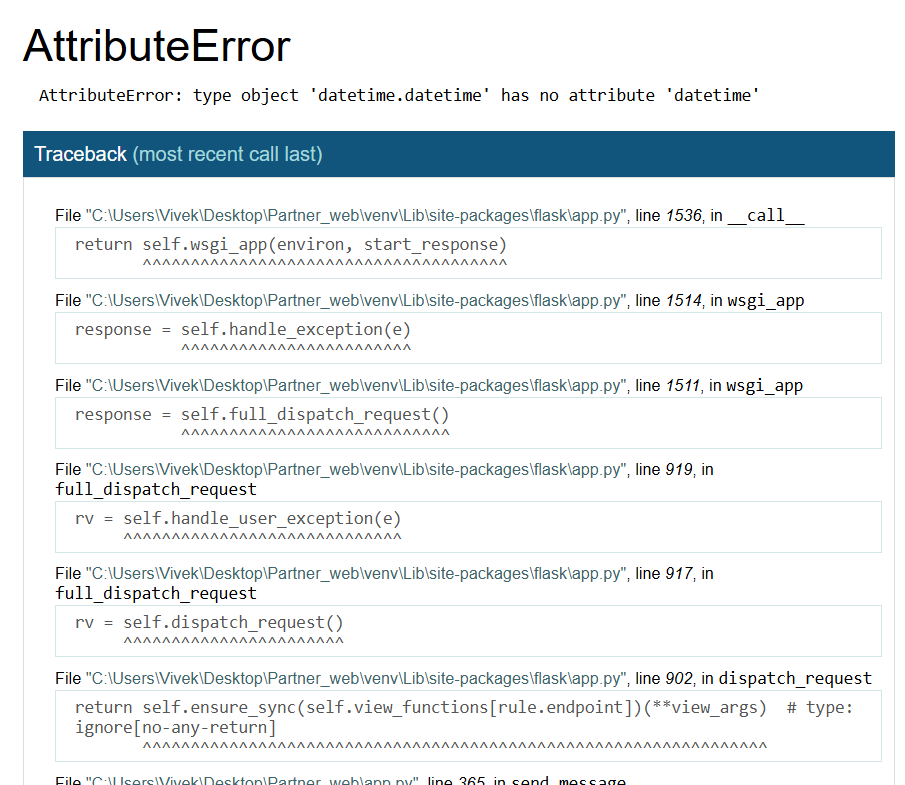 AttributeError
AttributeError: type object 'datetime.datetime' has no attribute 'datetime'
Traceback (most recent call last)
File "C:\Users\Vivek\Desktop\Partner_web\venv\Lib\site-packages\flask\app.py", line 1536, in __call__
return self.wsgi_app(environ, start_response)
^^^^^^^^^^^^^^^^^^^^^^^^^^^^^^^^^^^^^^
File "C:\Users\Vivek\Desktop\Partner_web\venv\Lib\site-packages\flask\app.py", line 1514, in wsgi_app
response = self.handle_exception(e)
^^^^^^^^^^^^^^^^^^^^^^^^
File "C:\Users\Vivek\Desktop\Partner_web\venv\Lib\site-packages\flask\app.py", line 1511, in wsgi_app
response = self.full_dispatch_request()
^^^^^^^^^^^^^^^^^^^^^^^^^^^^
File "C:\Users\Vivek\Desktop\Partner_web\venv\Lib\site-packages\flask\app.py", line 919, in
full_dispatch_request
rv = self.handle_user_exception(e)
^^^^^^^^^^^^^^^^^^^^^^^^^^^^^
File "C:\Users\Vivek\Desktop\Partner_web\venv\Lib\site-packages\flask\app.py", line 917, in
full_dispatch_request
rv = self.dispatch_request()
^^^^^^^^^^^^^^^^^^^^^^^
File "C:\Users\Vivek\Desktop\Partner_web\venv\Lib\site-packages\flask\app.py", line 902, in dispatch_request
return self.ensure_sync(self.view_functions[rule.endpoint])(**view_args)  # type:
ignore[no-any-return]
^^^^^^^^^^^^^^^^^^^^^^^^^^^^^^^^^^^^^^^^^^^^^^^^^^^^^^^^^^^^^^^^^
File "C:\Users\Vivek\Desktop\Partner_web\app.py", line 365, in send_message